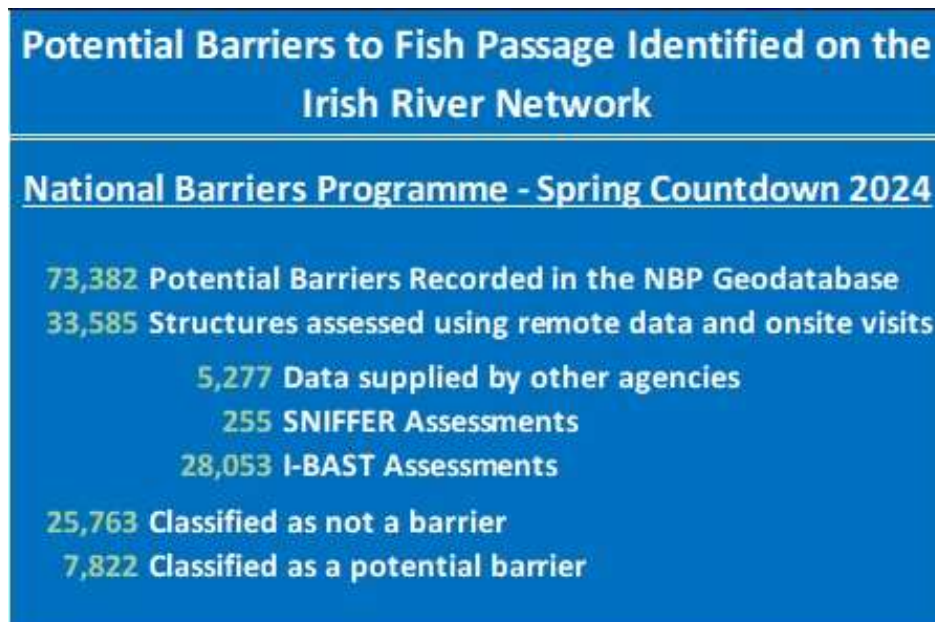 Potential Barriers to Fish Passage Identified on the
Irish River Network
National Barriers Programme - Spring Countdown 2024
73,382 Potential Barriers Recorded in the NBP Geodatabase
33,585 Structures assessed using remote data and onsite visits
5,277 Data supplied by other agencies
255 SNIFFER Assessments
28,053 I-BAST Assessments
25,763 Classified as not a barrier
7,822 Classified as a potential barrier